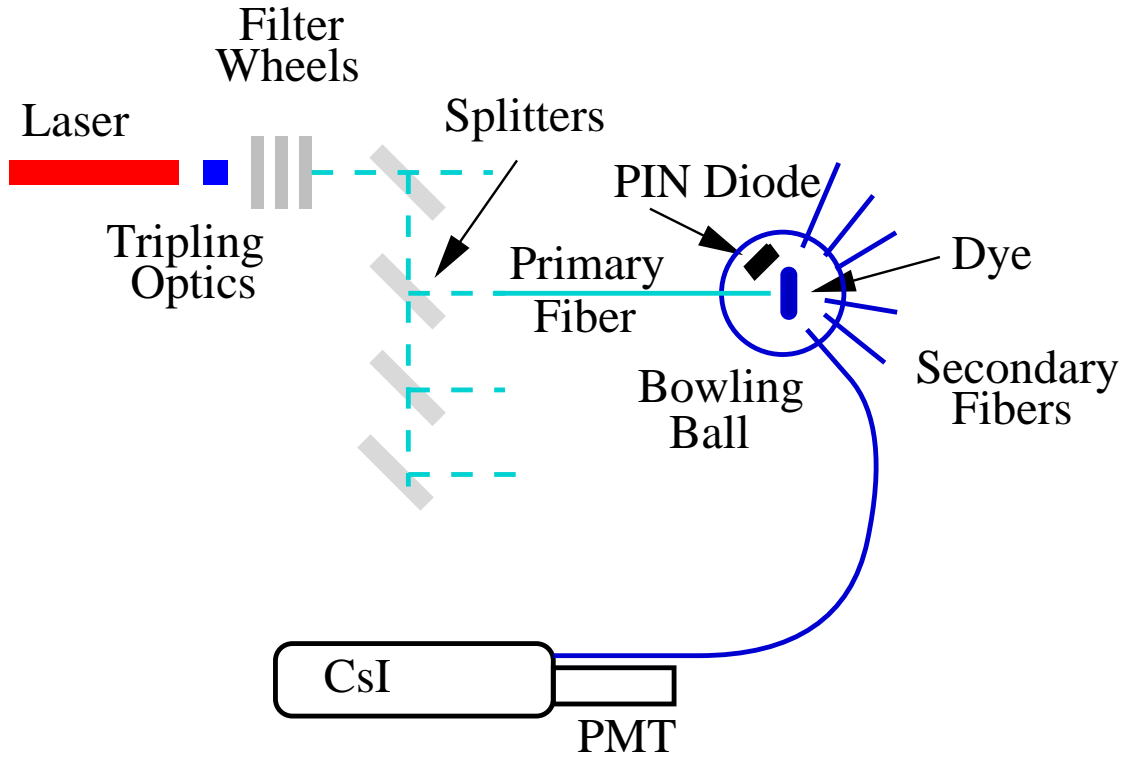 Filter
Wheels
Laser
Splitters
PIN Diode
Tripling
Optics
Primary
Fiber
Dye
Bowling
Ball
Secondary
Fibers
CsI
PMT